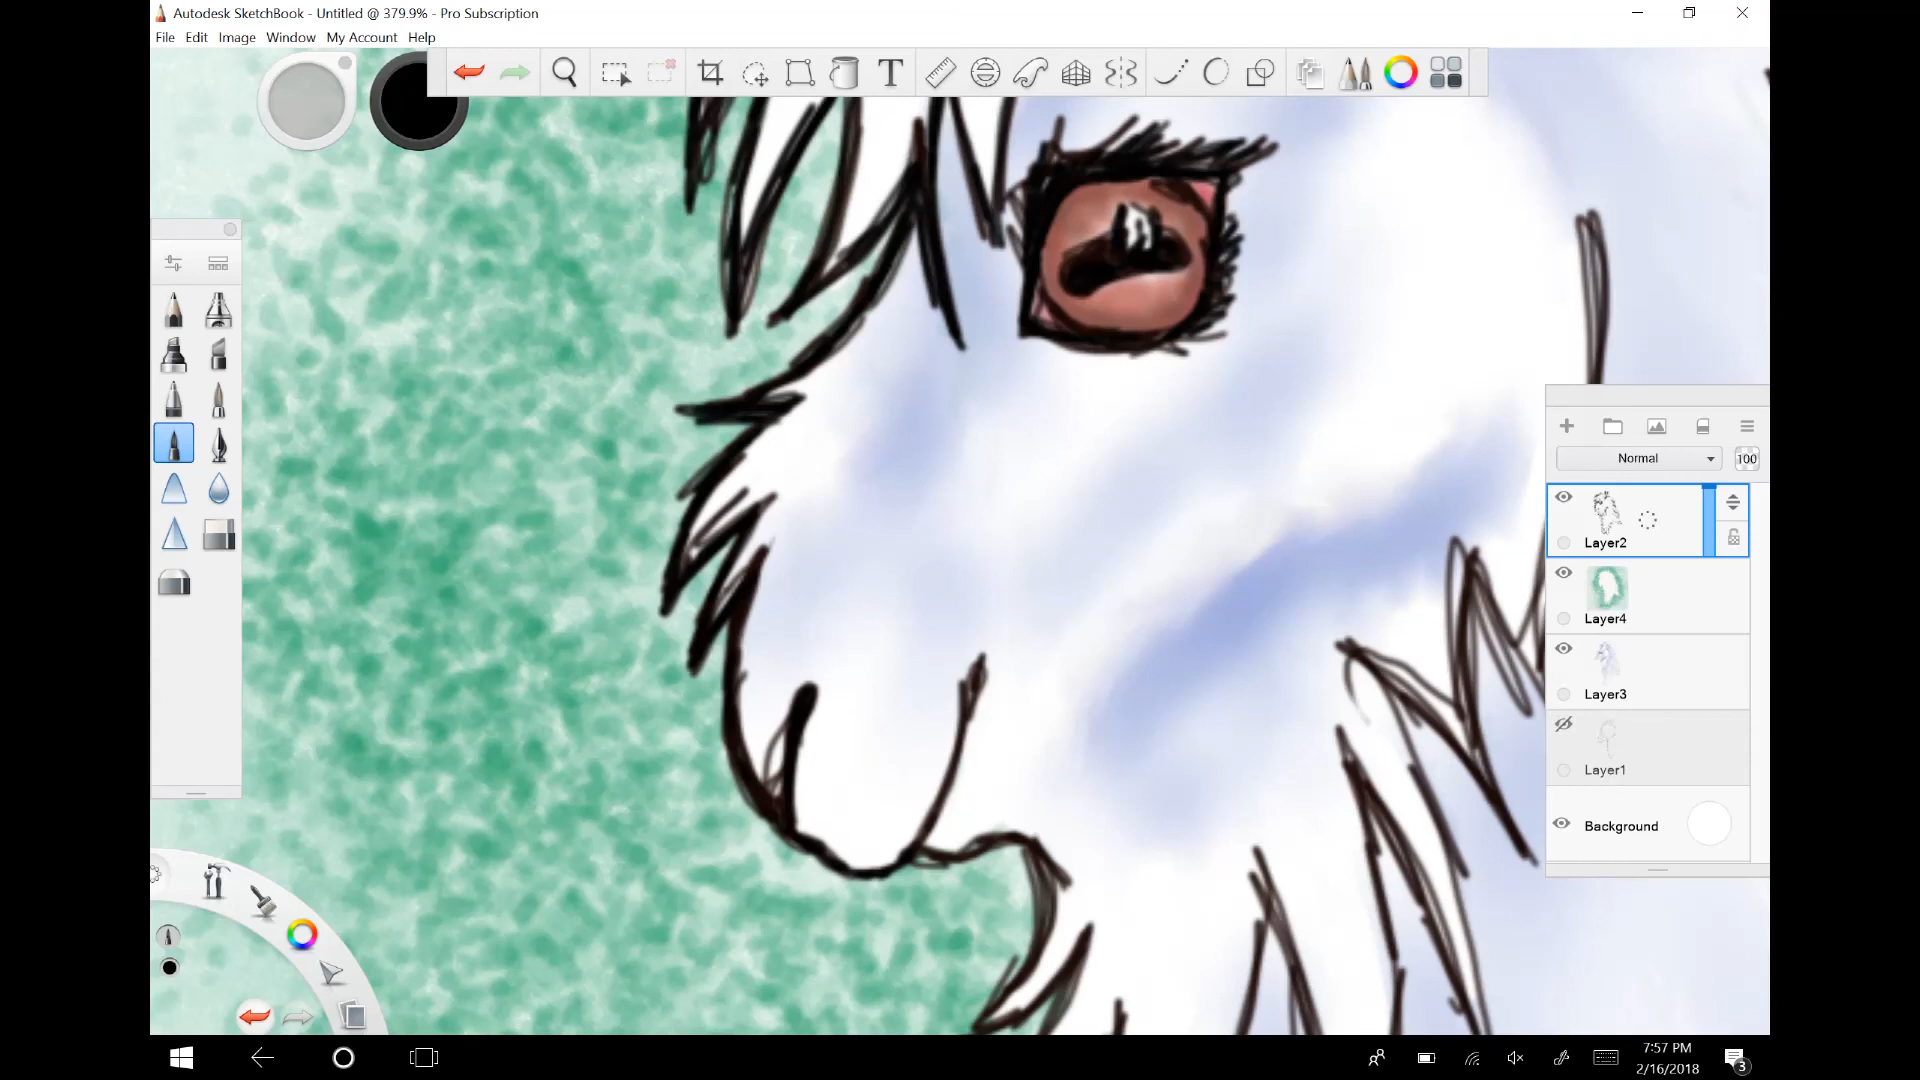 Autodesk SketchBook - Untitled @ 379.9% - Pro Subscription
File Edit Image Window My Account Help
T
Normal 100
Layer2
Layer4
Layer3
Layer1
Background
7:57 PM
2/16/2018
3